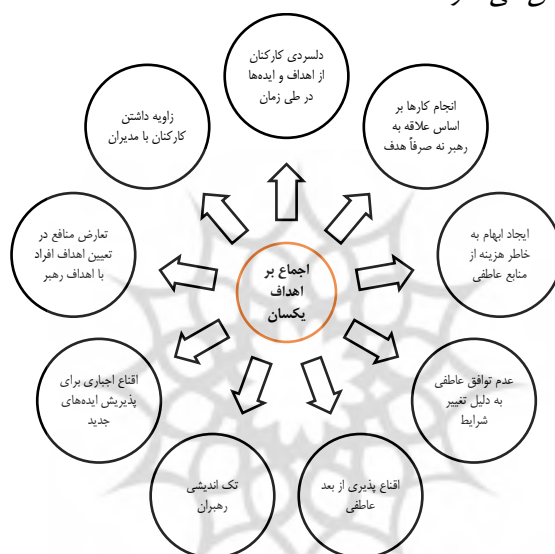 دلسردی کارکنان
از اهداف و ایده‌ها
در طی زمان
انجام کارها بر
اساس علاقه به
رهبر نه صرفاً هدف
ایجاد ابهام به
خاطر هزینه از
منابع عاطفی
عدم توافق عاطفی
به دلیل تغییر
شرایط
اقناع پذیری از بعد
عاطفی
تک اندیشی
رهبران
اقناع اجباری برای
پذیریش ایده‌های
جدید
تعارض منافع در
تعیین اهداف افراد
با اهداف رهبر
زاویه داشتن
کارکنان با مدیران
اجماع بر
اهداف
یکسان